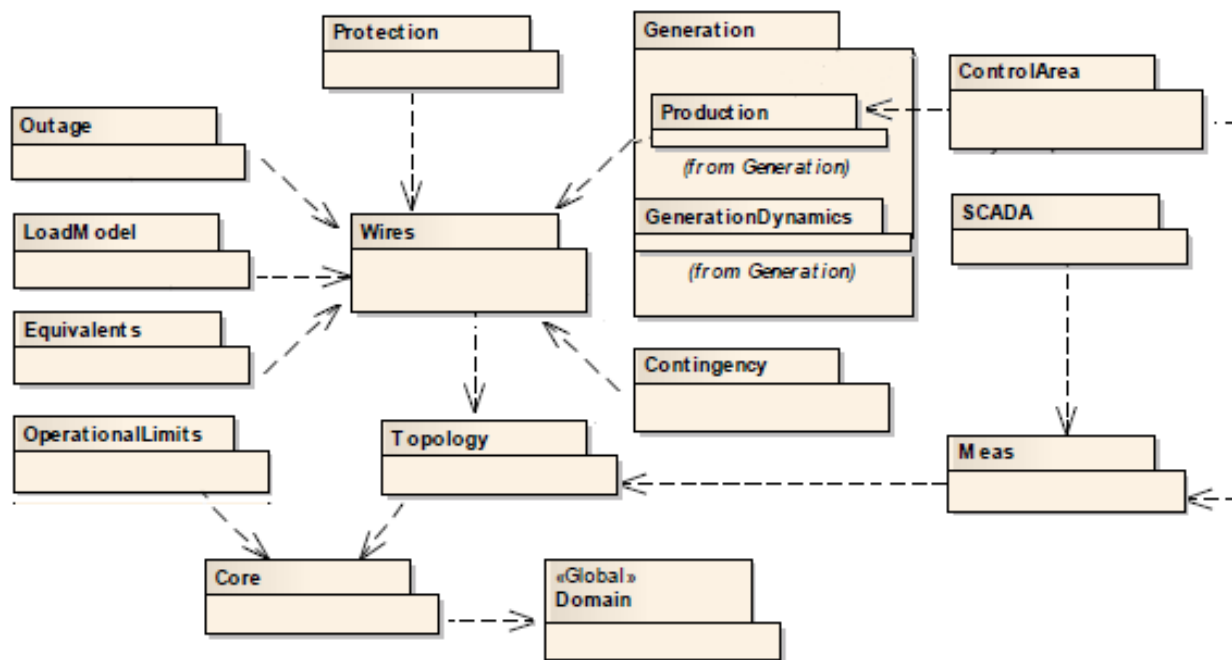 Protection
Generation
ControlArea
Outage
Production
(from Generation)
LoadModel
Wires
GenerationDynamics
SCADA
(from Generation)
Equivalents
Contingency
OperationalLimits
Topology
Meas
Core
«Global»
Domain